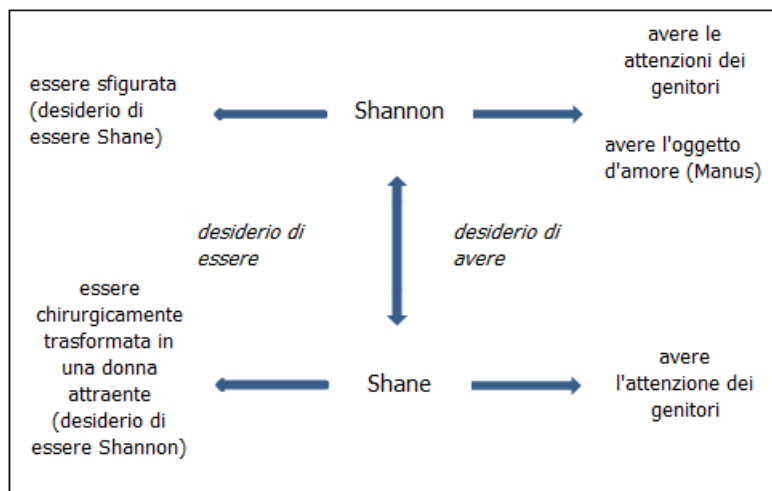 essere sfigurata
(desiderio di
essere Shane)
Shannon
avere le
attenzioni dei
genitori
avere l'oggetto
d'amore (Manus)
desiderio di
essere
desiderio di
avere
essere
chirurgicamente
trasformata in
una donna
attraente
(desiderio di
essere Shannon)
Shane
avere
l'attenzione dei
genitori